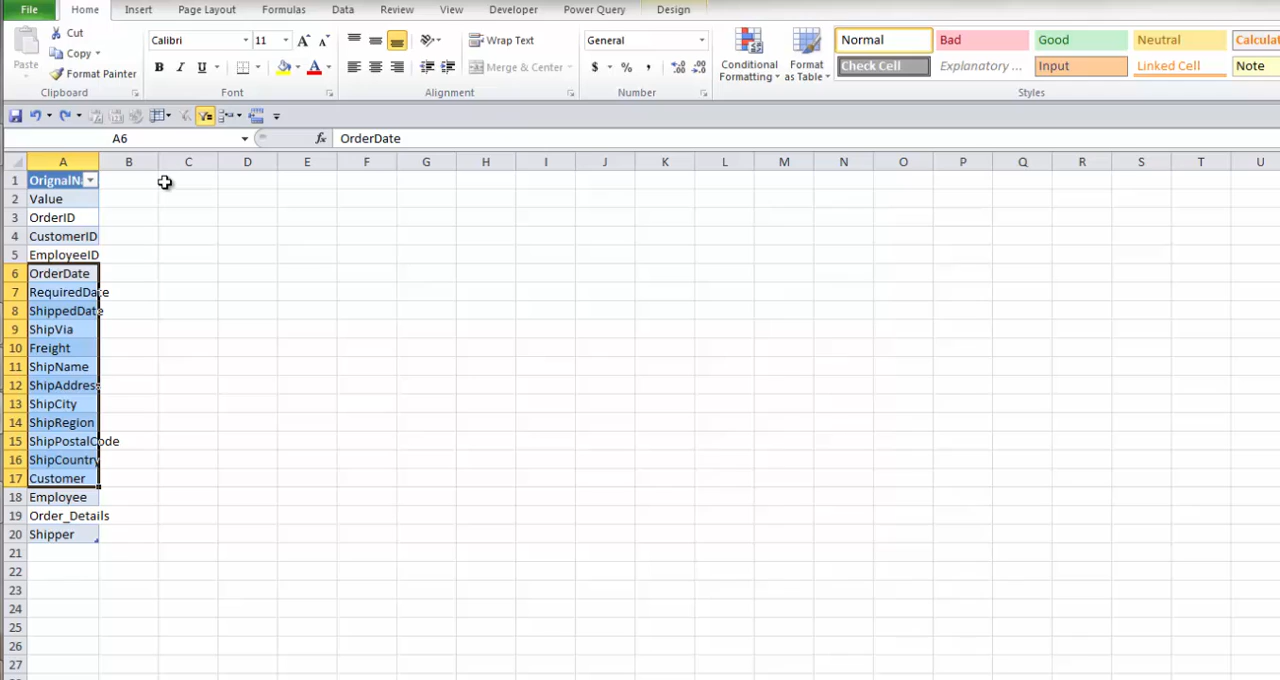 File Home Insert Page Layout Formulas Data Review View Developer Power Query Design
Cut
Copy
Format Painter
Paste
Clipboard
Calibri 11 A A
B I U A
Font
Wrap Text
Merge & Center
Alignment
General
$ % ,
Number
Conditional Formatting
Format as Table
Normal Bad Good Neutral Calculat
Check Cell Explanatory ... Input Linked Cell Note
Styles
A6 fx OrderDate
A B C D E F G H I J K L M N O P Q R S T U
1 OrignalNa
2 Value
3 OrderID
4 CustomerID
5 EmployeeID
6 OrderDate
7 RequiredDate
8 ShippedDate
9 ShipVia
10 Freight
11 ShipName
12 ShipAddress
13 ShipCity
14 ShipRegion
15 ShipPostalCode
16 ShipCountry
17 Customer
18 Employee
19 Order_Details
20 Shipper
21
22
23
24
25
26
27